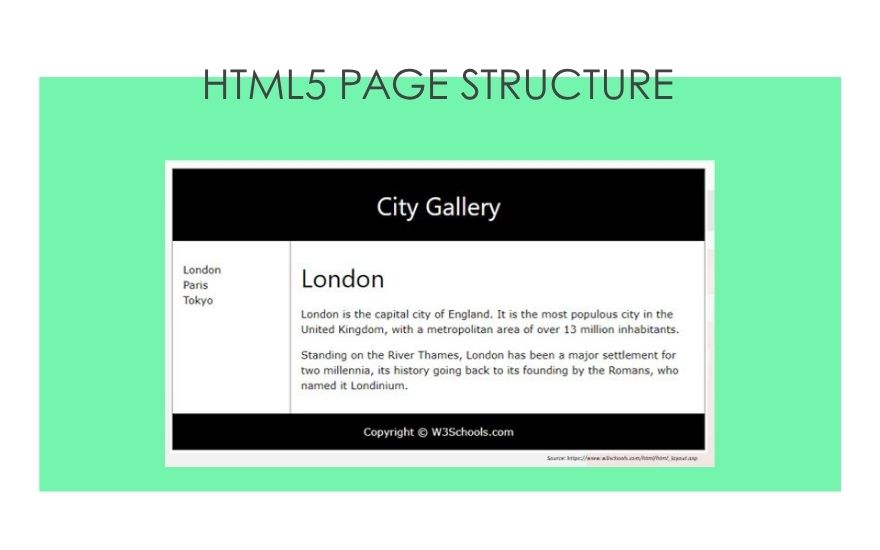 HTML5 PAGE STRUCTURE
City Gallery
London
Paris
Tokyo
London
London is the capital city of England. It is the most populous city in the
United Kingdom, with a metropolitan area of over 13 million inhabitants.
Standing on the River Thames, London has been a major settlement for
two millennia, its history going back to its founding by the Romans, who
named it Londinium.
Copyright © W3Schools.com
Source: https://www.w3schools.com/html/html_layout.asp